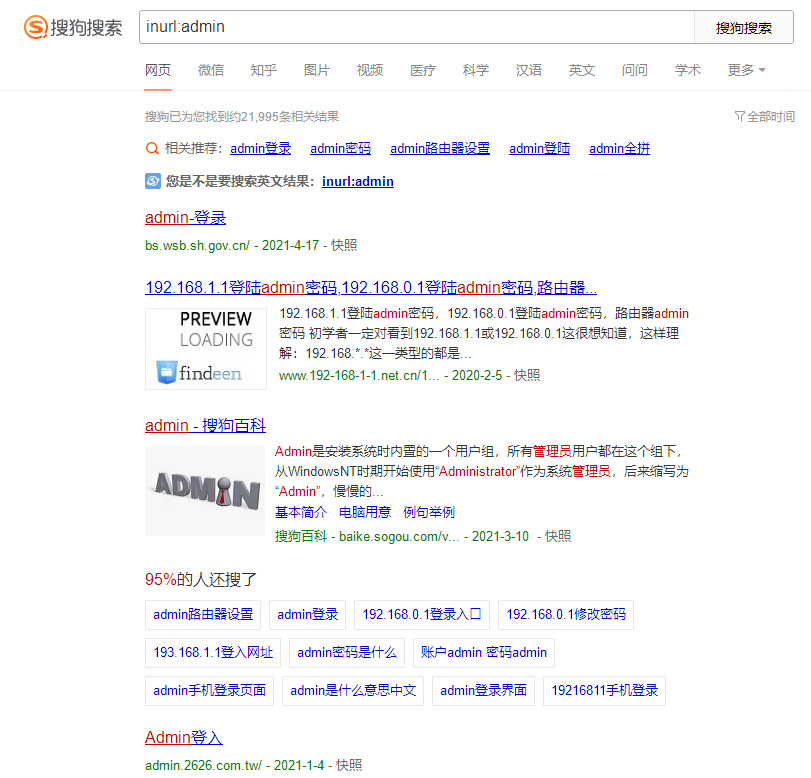 搜狗搜索
inurl:admin
搜狗搜索
网页 微信 知乎 图片 视频 医疗 科学 汉语 英文 问问 学术 更多
搜狗已为您找到约21,995条相关结果 全部时间
相关推荐: admin登录 admin密码 admin路由器设置 admin登陆 admin全拼
您是不是要搜索英文结果: inurl:admin
admin-登录
bs.wsb.sh.gov.cn/ - 2021-4-17 - 快照
192.168.1.1登陆admin密码,192.168.0.1登陆admin密码,路由器...
PREVIEW
LOADING
findeen
192.168.1.1登陆admin密码，192.168.0.1登陆admin密码，路由器admin
密码 初学者一定对看到192.168.1.1或192.168.0.1这很想知道，这样理
解：192.168.*.*这一类型的都是...
www.192-168-1-1.net.cn/1... - 2020-2-5 - 快照
admin - 搜狗百科
ADMIN
Admin是安装系统时内置的一个用户组，所有管理员用户都在这个组下，
从WindowsNT时期开始使用“Administrator”作为系统管理员，后来缩写为
“Admin”，慢慢的...
基本简介 电脑用意 例句举例
搜狗百科 - baike.sogou.com/v... - 2021-3-10 - 快照
95%的人还搜了
admin路由器设置 admin登录 192.168.0.1登录入口 192.168.0.1修改密码
193.168.1.1登入网址 admin密码是什么 账户admin 密码admin
admin手机登录页面 admin是什么意思中文 admin登录界面 19216811手机登录
Admin登入
admin.2626.com.tw/ - 2021-1-4 - 快照